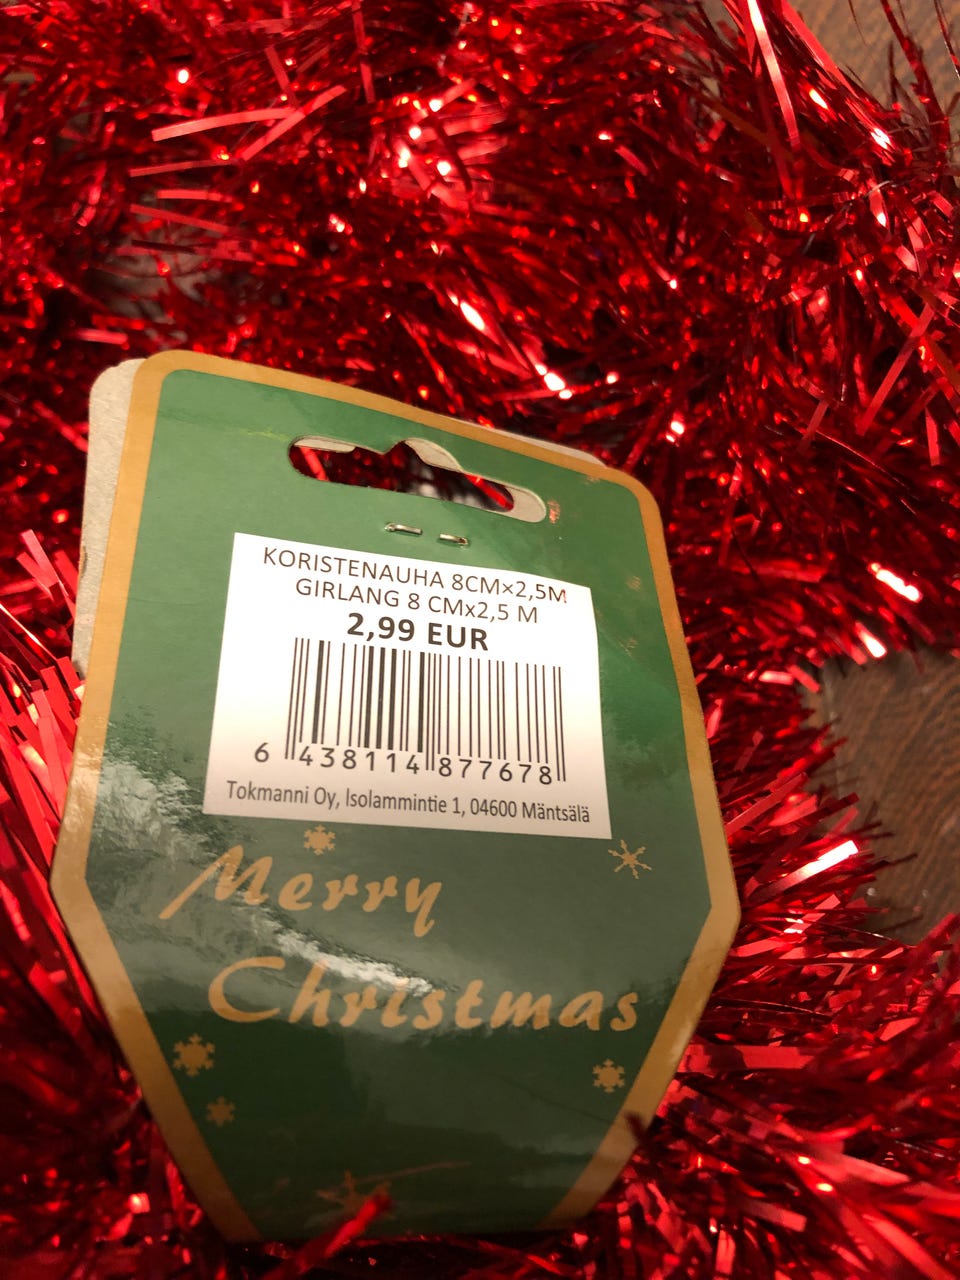 KORISTENAUHA 8CM×2,5M
GIRLANG 8 CMx2,5 M
2,99 EUR
6 438114 877678
Tokmanni Oy, Isolammintie 1, 04600 Mäntsälä
Merry
Christmas